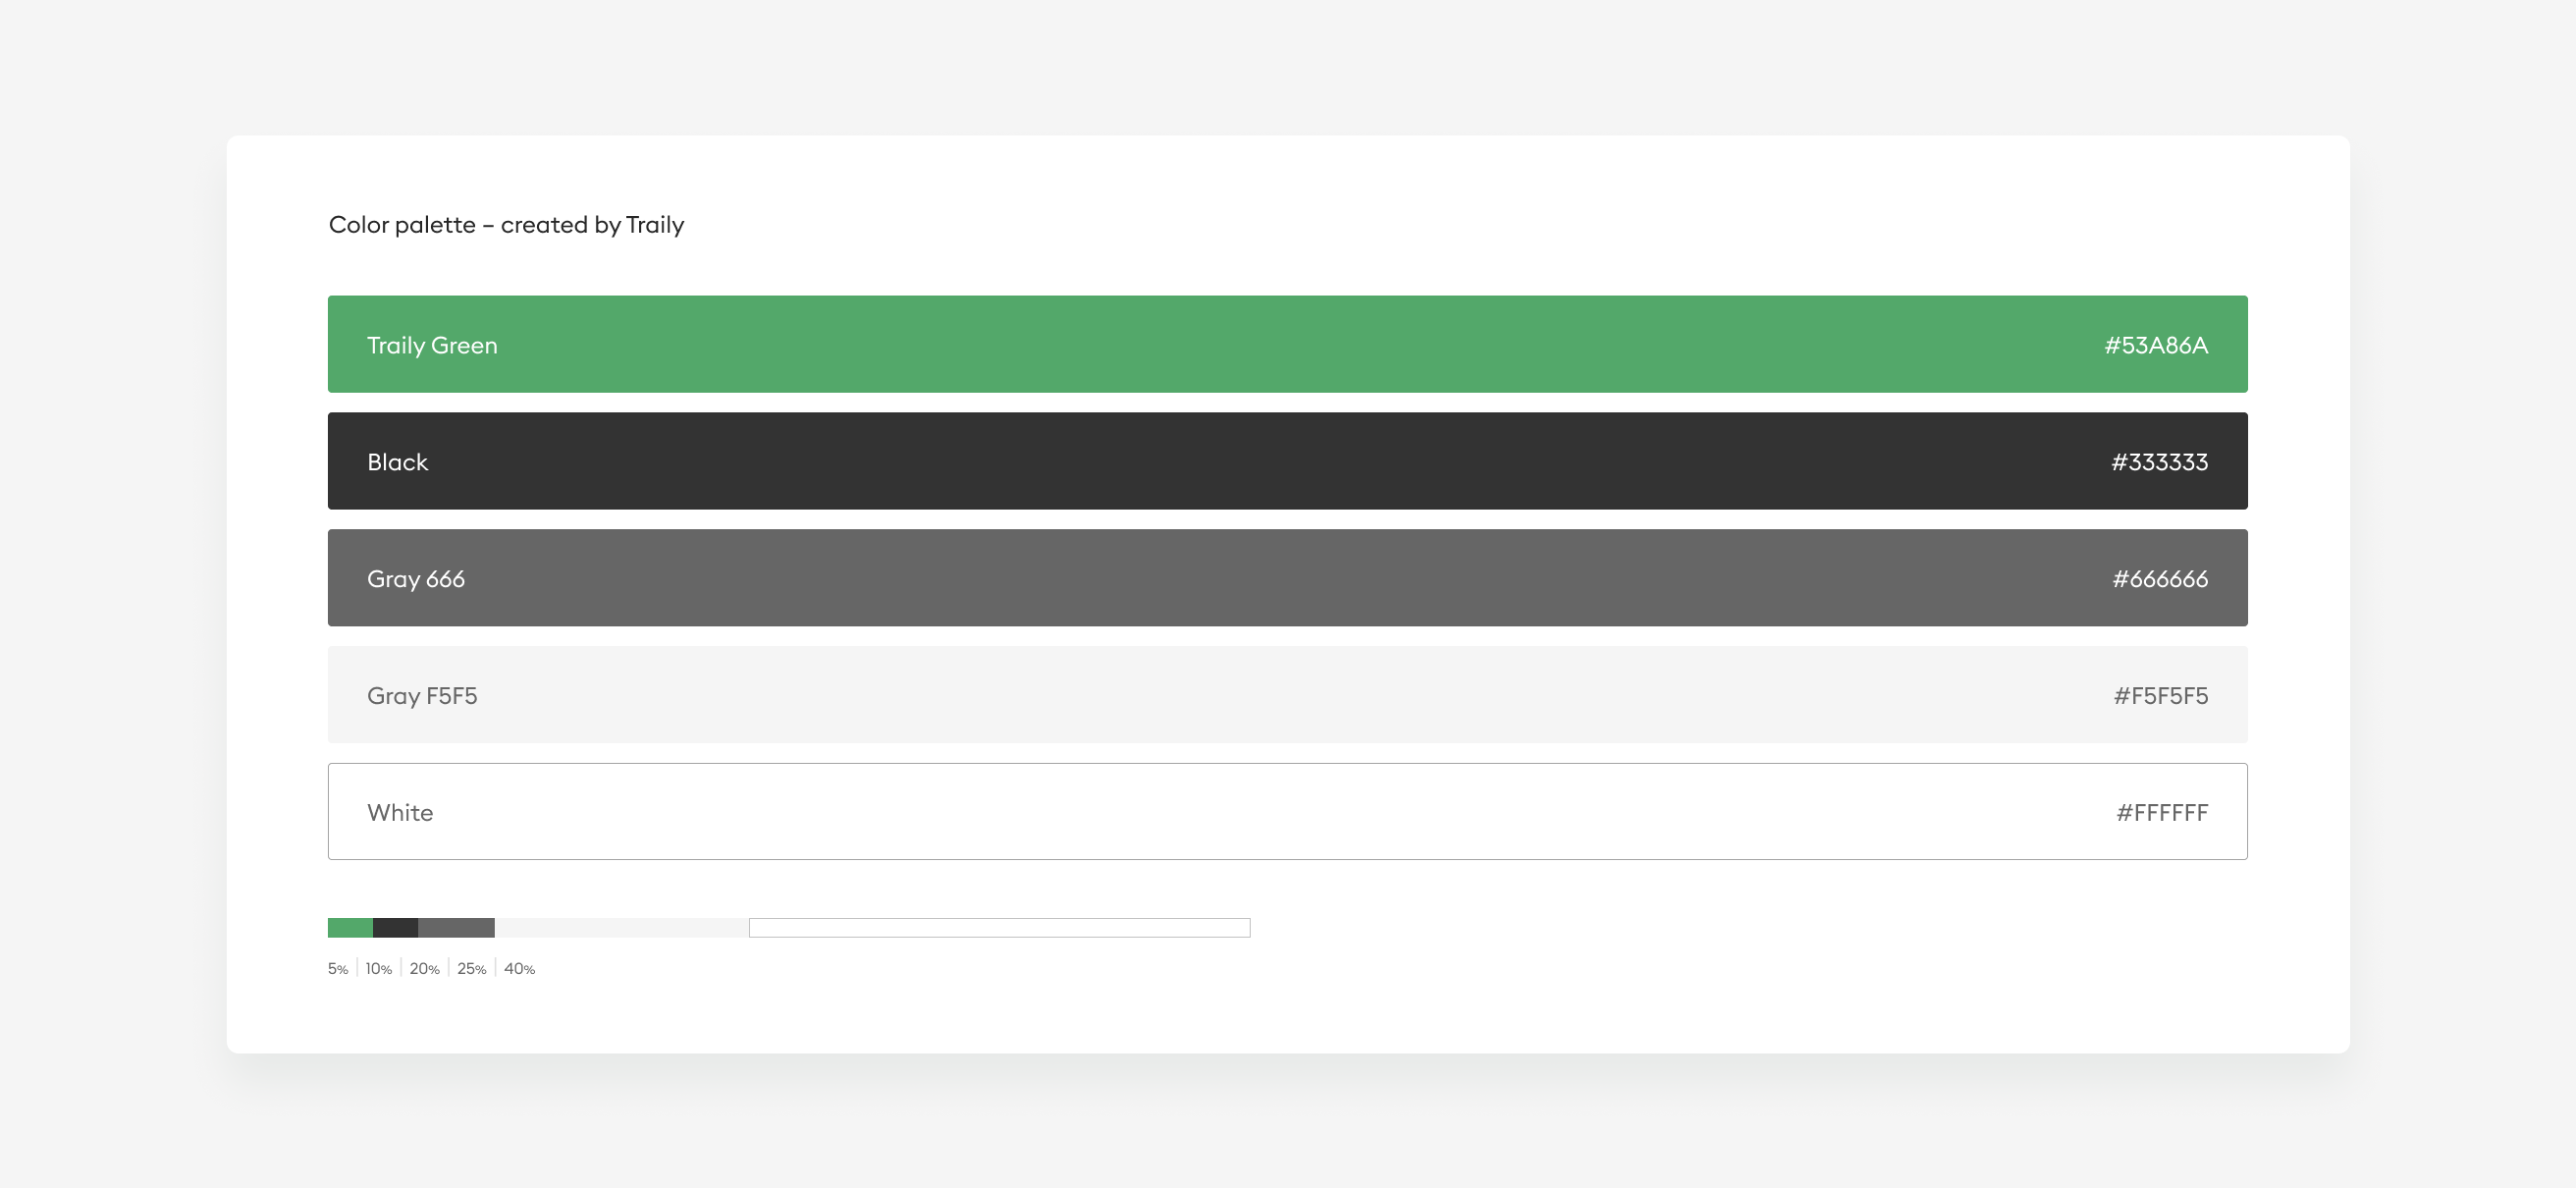 Color palette – created by Traily
Traily Green #53A86A
Black #333333
Gray 666 #666666
Gray F5F5 #F5F5F5
White #FFFFFF
5% 10% 20% 25% 40%